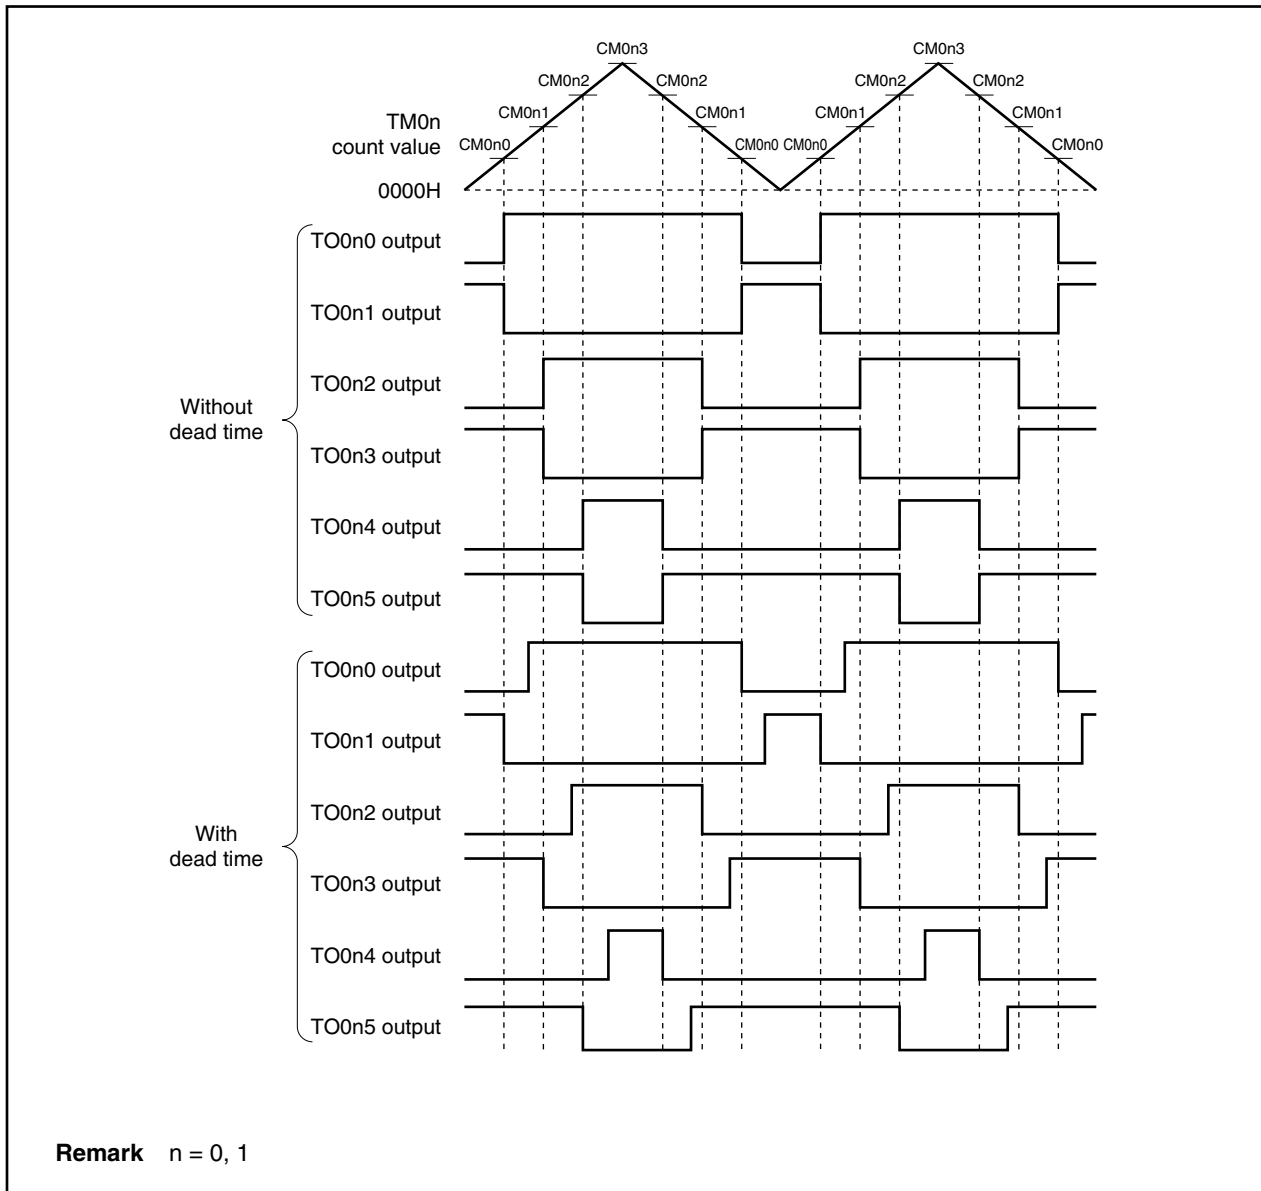 CM0n3 CM0n3
CM0n2 CM0n2 CM0n2 CM0n2
CM0n1 CM0n1 CM0n1 CM0n1
TM0n
count value
CM0n0 CM0n0 CM0n0 CM0n0
0000H
Without
dead time
TO0n0 output
TO0n1 output
TO0n2 output
TO0n3 output
TO0n4 output
TO0n5 output
With
dead time
TO0n0 output
TO0n1 output
TO0n2 output
TO0n3 output
TO0n4 output
TO0n5 output
Remark n = 0, 1